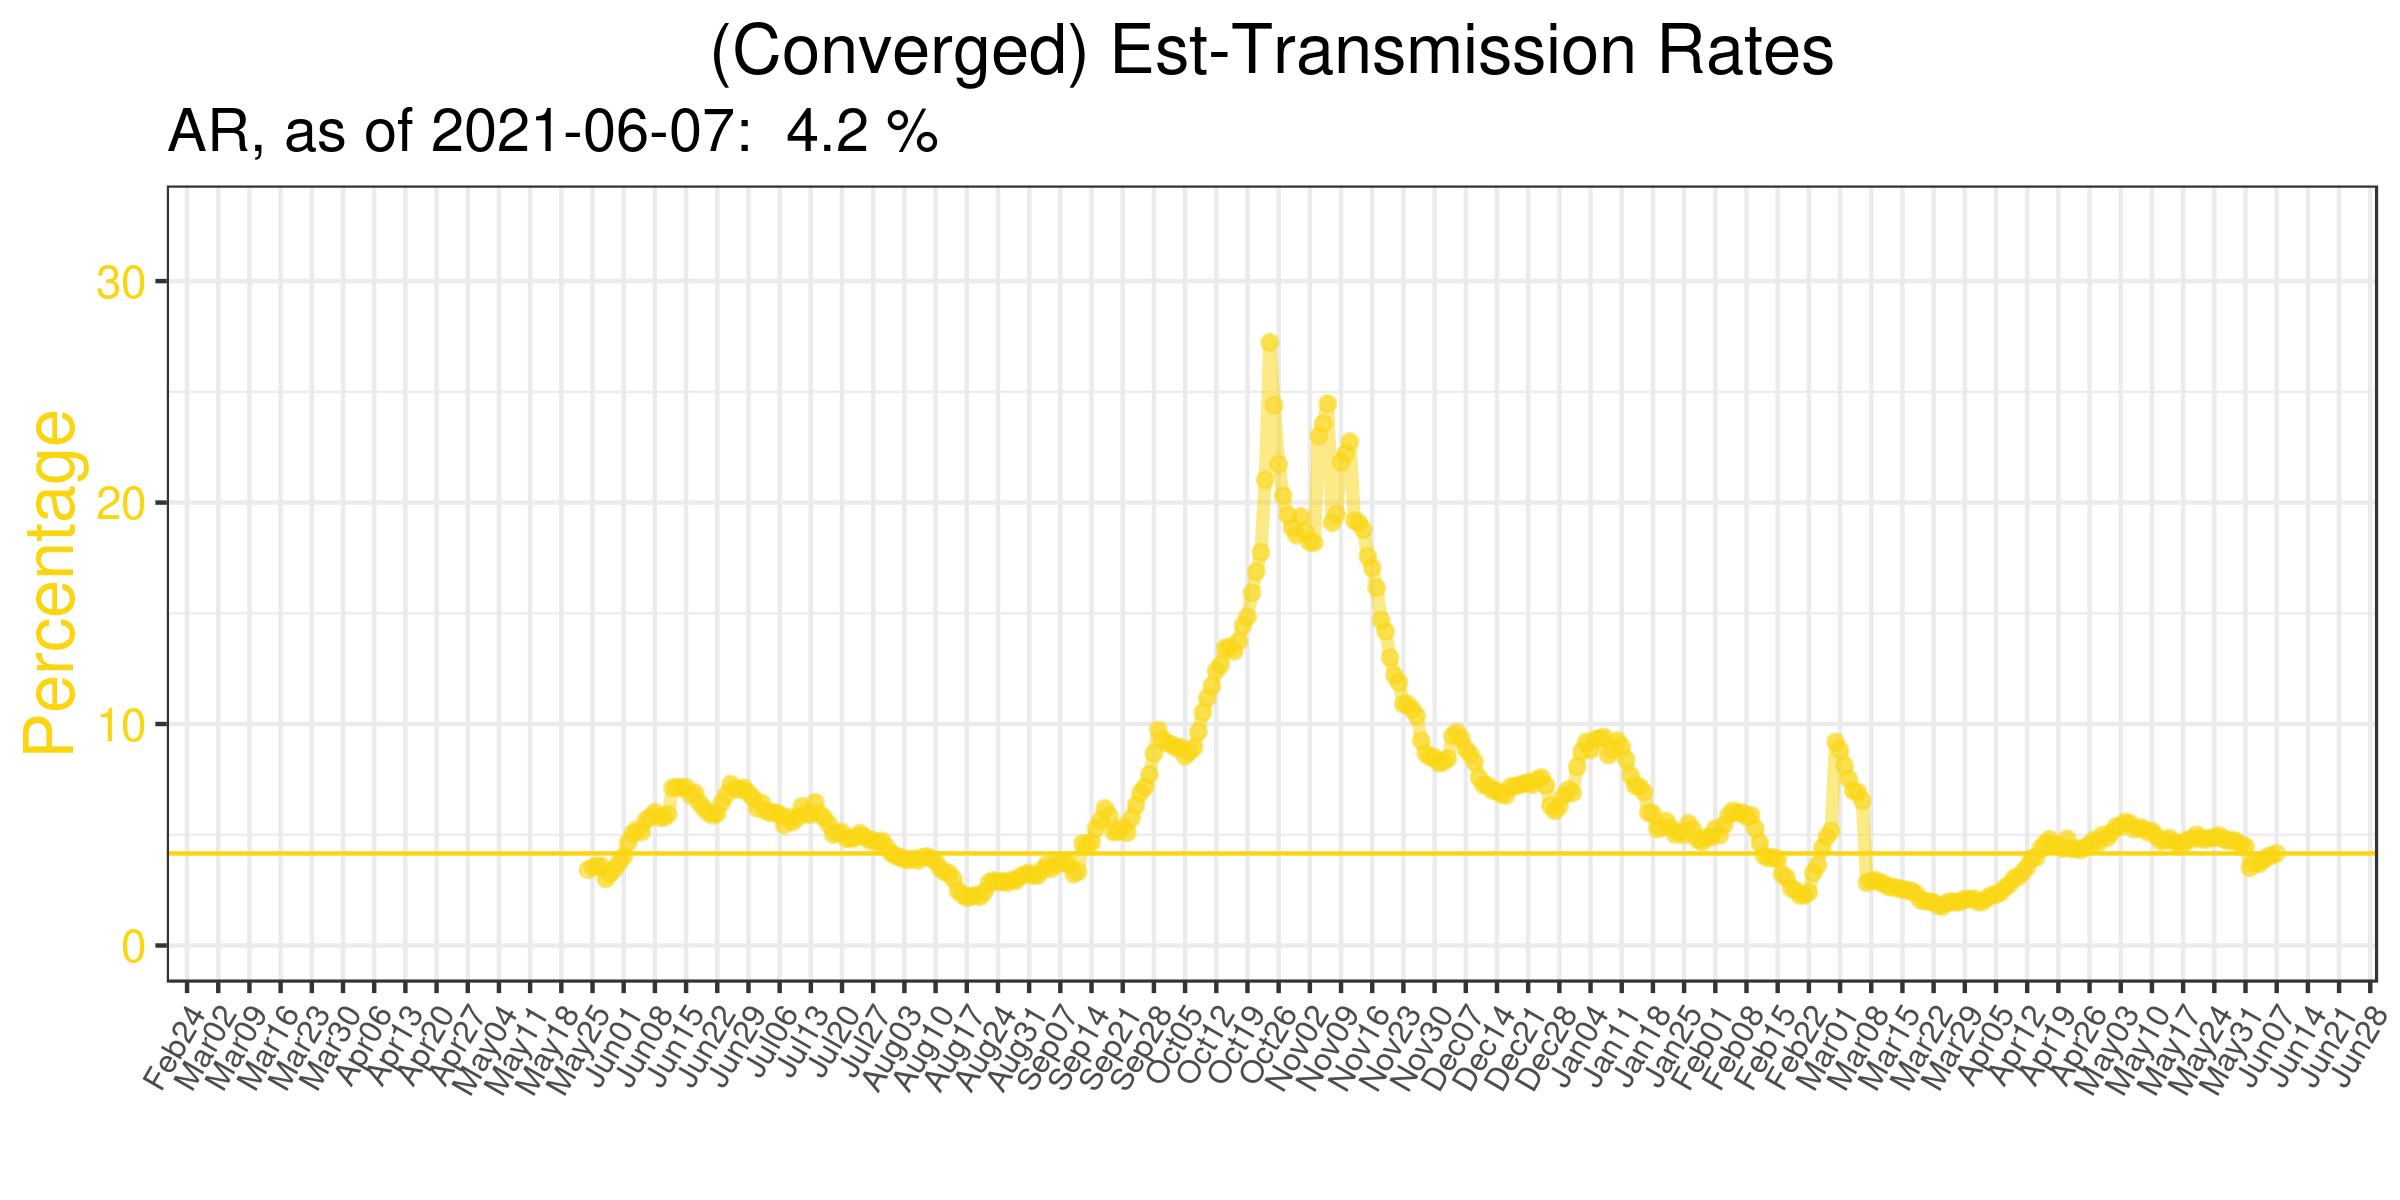 (Converged) Est-Transmission Rates
AR, as of 2021-06-07:  4.2 %
Percentage
30
20
10
0
Feb24
Mar02
Mar09
Mar16
Mar23
Mar30
Apr06
Apr13
Apr20
Apr27
May04
May11
May18
May25
Jun01
Jun08
Jun15
Jun22
Jun29
Jul06
Jul13
Jul20
Jul27
Aug03
Aug10
Aug17
Aug24
Aug31
Sep07
Sep14
Sep21
Sep28
Oct05
Oct12
Oct19
Oct26
Nov02
Nov09
Nov16
Nov23
Nov30
Dec07
Dec14
Dec21
Dec28
Jan04
Jan11
Jan18
Jan25
Feb01
Feb08
Feb15
Feb22
Mar01
Mar08
Mar15
Mar22
Mar29
Apr05
Apr12
Apr19
Apr26
May03
May10
May17
May24
May31
Jun07
Jun14
Jun21
Jun28